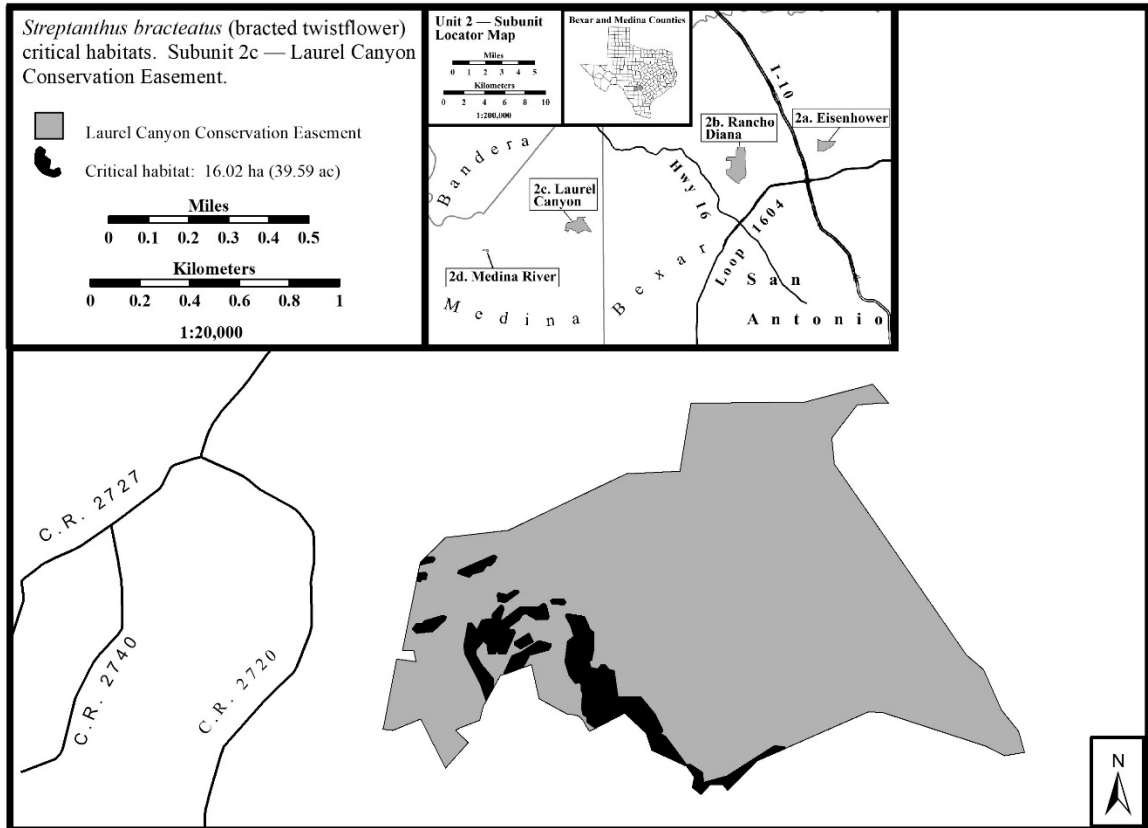 Streptanthus bracteatus (bracted twistflower)
critical habitats. Subunit 2c — Laurel Canyon
Conservation Easement.
Laurel Canyon Conservation Easement
Critical habitat: 16.02 ha (39.59 ac)
Miles
0 0.1 0.2 0.3 0.4 0.5
Kilometers
0 0.2 0.4 0.6 0.8 1
1:20,000
Unit 2 — Subunit
Locator Map
Miles
0 1 2 3 4 5
Kilometers
0 2 4 6 8 10
1:200,000
Bexar and Medina Counties
I-10
2b. Rancho
Diana
2a. Eisenhower
Bandera
Hwy 16
2c. Laurel
Canyon
Loop 1604
2d. Medina River
Bexar
Medina
San
Antonio
C.R. 2727
C.R. 2740
C.R. 2720
N